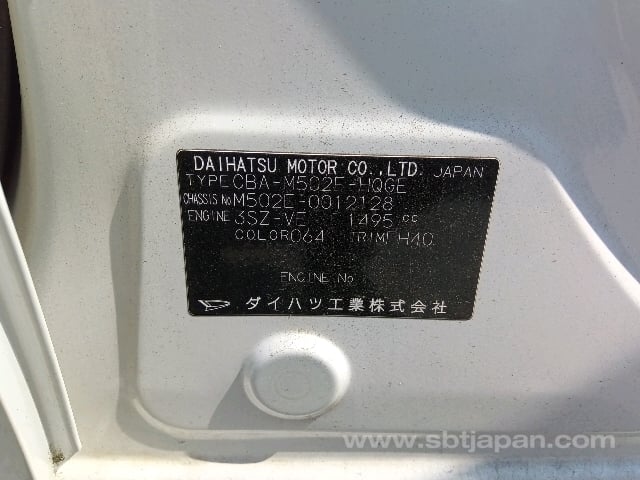 DAIHATSU MOTOR CO.,LTD. JAPAN
TYPE CBA-M502E-HQGE
CHASSIS No M502E-0012128
ENGINE 3SZ-VE 1495 cc
COLOR 064 TRIM FH40
ENGINE No
ダイハツ工業株式会社
www.sbtjapan.com